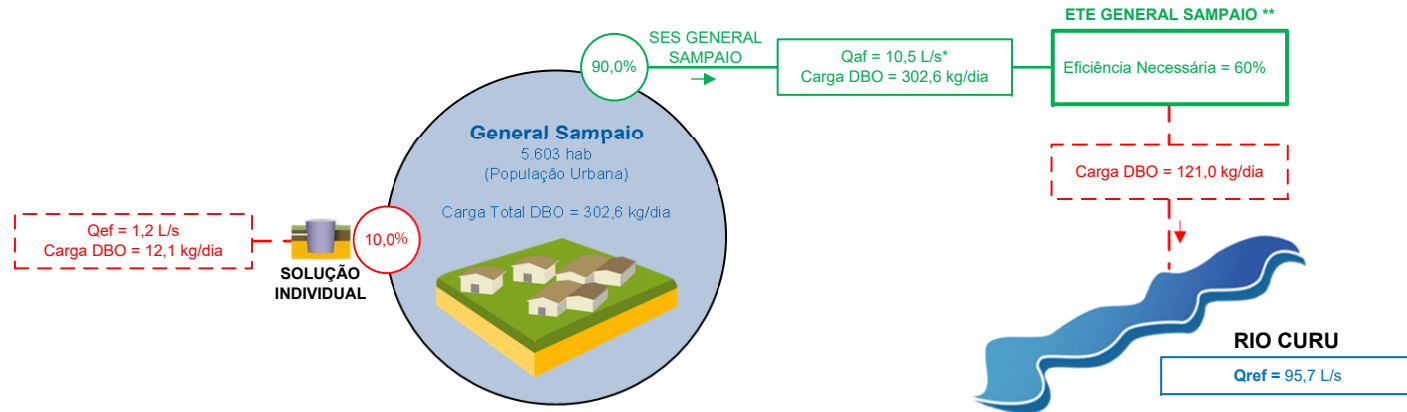 ETE GENERAL SAMPAIO **
SES GENERAL
SAMPAIO
90,0%
Qaf = 10,5 L/s*
Carga DBO = 302,6 kg/dia
Eficiência Necessária = 60%
General Sampaio
5.603 hab
(População Urbana)
Carga Total DBO = 302,6 kg/dia
Carga DBO = 121,0 kg/dia
Qef = 1,2 L/s
Carga DBO = 12,1 kg/dia
10,0%
SOLUÇÃO
INDIVIDUAL
RIO CURU
Qref = 95,7 L/s